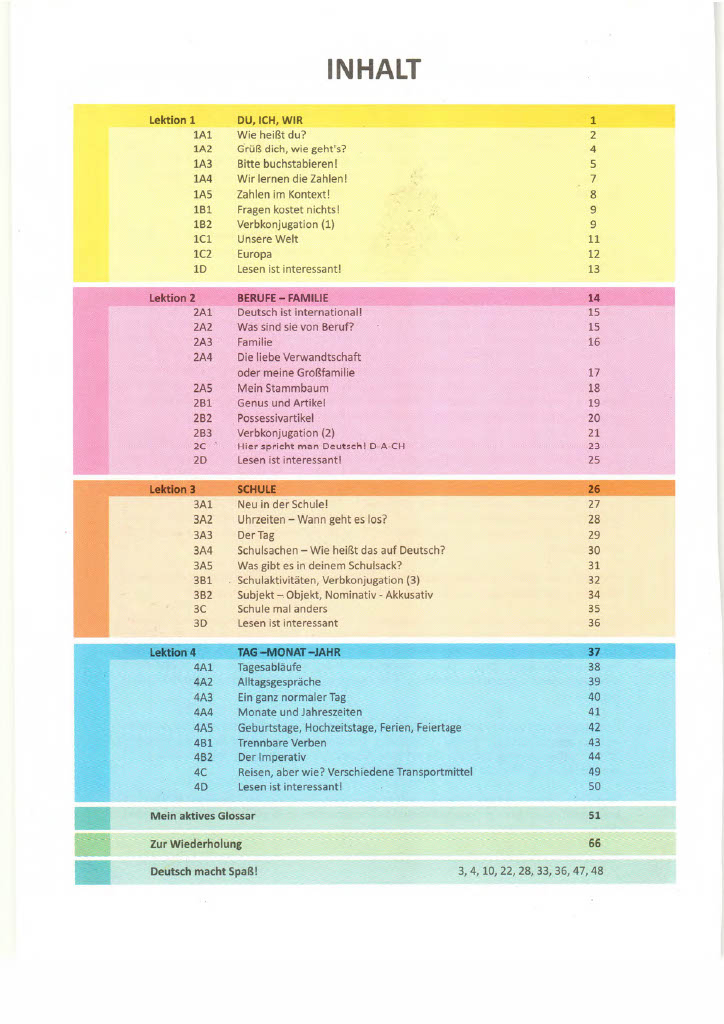 INHALT
Lektion 1 DU, ICH, WIR 1
1A1 Wie heißt du? 2
1A2 Grüß dich, wie geht's? 4
1A3 Bitte buchstabieren! 5
1A4 Wir lernen die Zahlen! 7
1A5 Zahlen im Kontext! 8
1B1 Fragen kostet nichts! 9
1B2 Verbkonjugation (1) 9
1C1 Unsere Welt 11
1C2 Europa 12
1D Lesen ist interessant! 13
Lektion 2 BERUFE – FAMILIE 14
2A1 Deutsch ist international! 15
2A2 Was sind sie von Beruf? 15
2A3 Familie 16
2A4 Die liebe Verwandtschaft
oder meine Großfamilie 17
2A5 Mein Stammbaum 18
2B1 Genus und Artikel 19
2B2 Possessivartikel 20
2B3 Verbkonjugation (2) 21
2C Hier spricht man Deutsch! D-A-CH 23
2D Lesen ist interessant! 25
Lektion 3 SCHULE 26
3A1 Neu in der Schule! 27
3A2 Uhrzeiten – Wann geht es los? 28
3A3 Der Tag 29
3A4 Schulsachen – Wie heißt das auf Deutsch? 30
3A5 Was gibt es in deinem Schulsack? 31
3B1 Schulaktivitäten, Verbkonjugation (3) 32
3B2 Subjekt – Objekt, Nominativ - Akkusativ 34
3C Schule mal anders 35
3D Lesen ist interessant 36
Lektion 4 TAG –MONAT –JAHR 37
4A1 Tagesabläufe 38
4A2 Alltagsgespräche 39
4A3 Ein ganz normaler Tag 40
4A4 Monate und Jahreszeiten 41
4A5 Geburtstage, Hochzeitstage, Ferien, Feiertage 42
4B1 Trennbare Verben 43
4B2 Der Imperativ 44
4C Reisen, aber wie? Verschiedene Transportmittel 49
4D Lesen ist interessant! 50
Mein aktives Glossar 51
Zur Wiederholung 66
Deutsch macht Spaß! 3, 4, 10, 22, 28, 33, 36, 47, 48